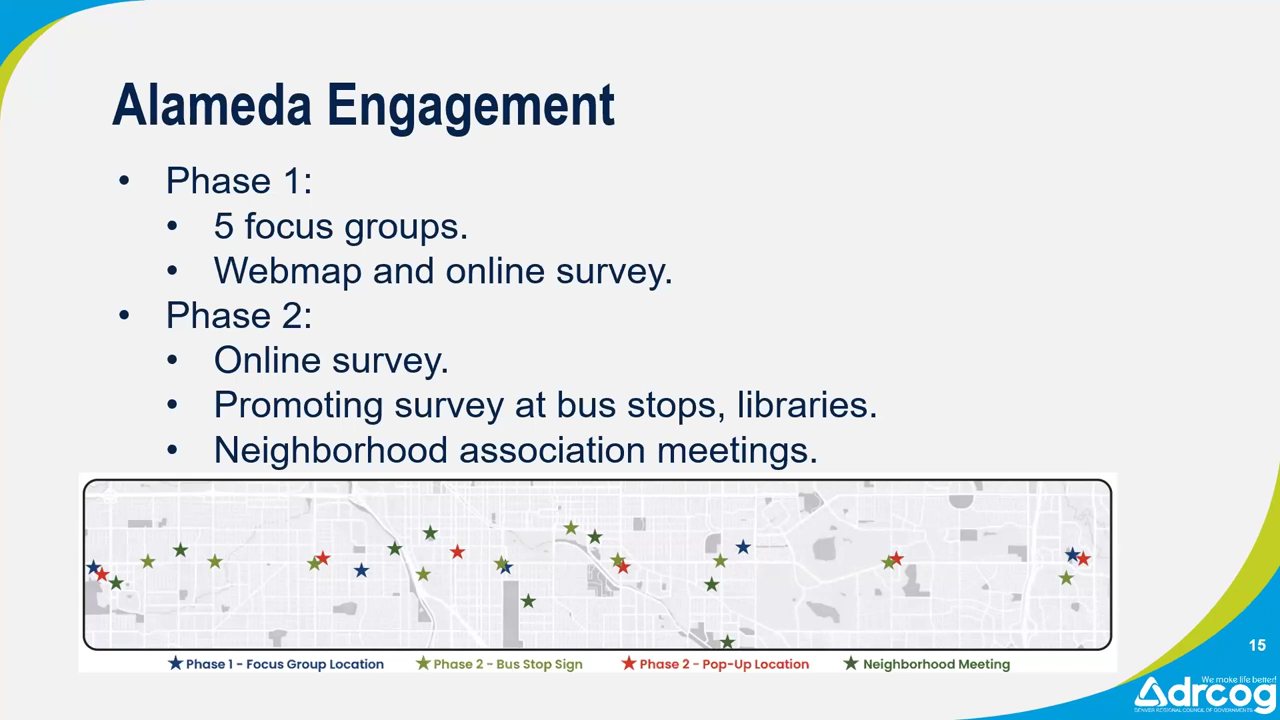 Alameda Engagement
• Phase 1:
• 5 focus groups.
• Webmap and online survey.
• Phase 2:
• Online survey.
• Promoting survey at bus stops, libraries.
• Neighborhood association meetings.
Phase 1 - Focus Group Location
Phase 2 - Bus Stop Sign
Phase 2 - Pop-Up Location
Neighborhood Meeting
15
We make life better!
drcog
DENVER REGIONAL COUNCIL OF GOVERNMENTS